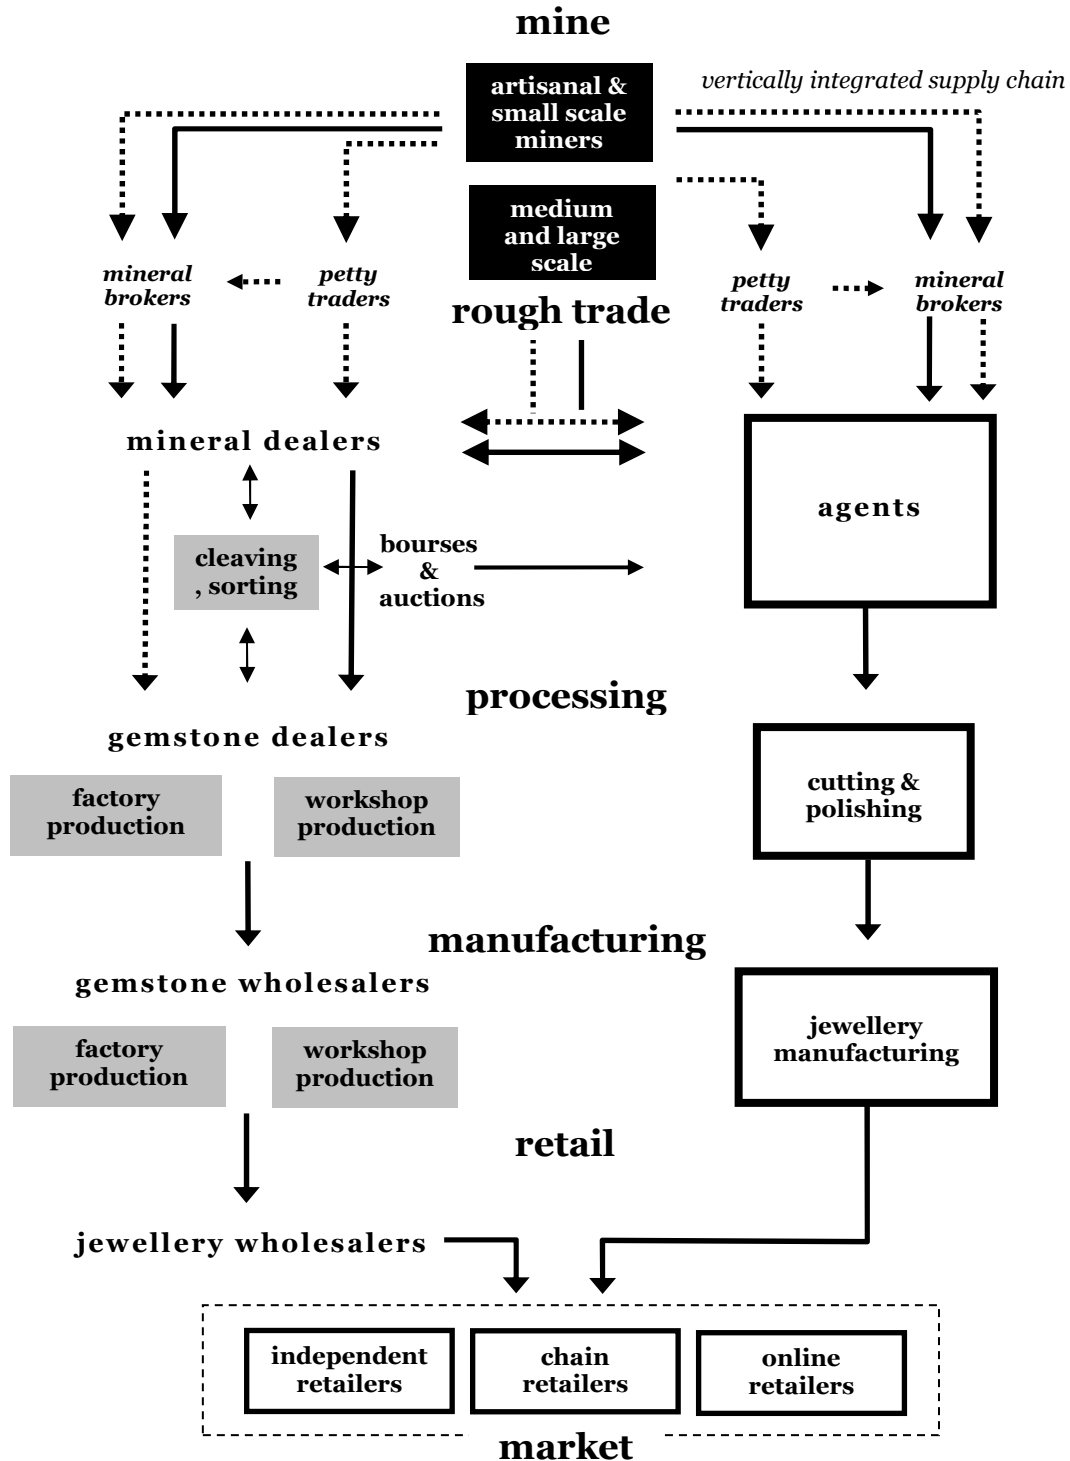 mine
artisanal &
small scale
miners
vertically integrated supply chain
medium
and large
scale
mineral
brokers
petty
traders
petty
traders
mineral
brokers
rough trade
mineral dealers
agents
cleaving
, sorting
bourses
&
auctions
processing
gemstone dealers
factory
production
workshop
production
cutting &
polishing
manufacturing
gemstone wholesalers
factory
production
workshop
production
jewellery
manufacturing
retail
jewellery wholesalers
independent
retailers
chain
retailers
online
retailers
market